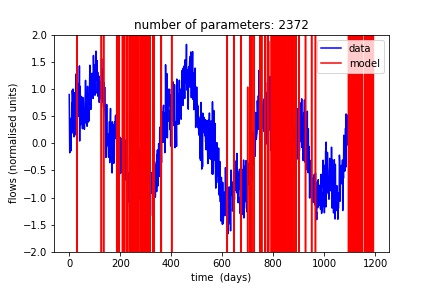 number of parameters: 2372
data
model
2.0
1.5
1.0
0.5
0.0
−0.5
−1.0
−1.5
−2.0
flows (normalised units)
0 200 400 600 800 1000 1200
time (days)